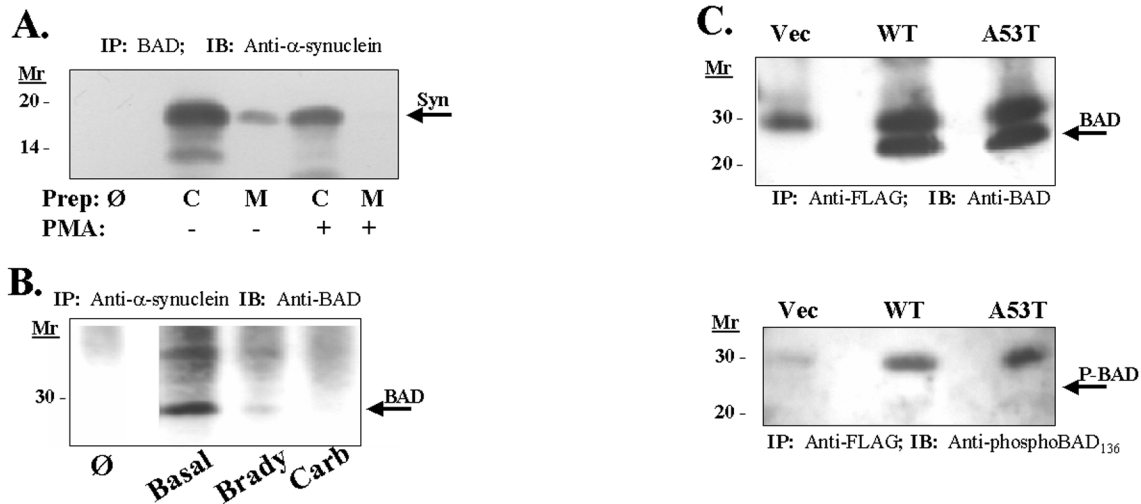 A.
IP: BAD; IB: Anti-α-synuclein
Mr
20 -
14 -
Syn
Prep: Ø C M C M
PMA: - - + +
B.
IP: Anti-α-synuclein IB: Anti-BAD
Mr
30 -
BAD
Ø Basal Brady Carb
C.
Vec WT A53T
Mr
30 -
20 -
BAD
IP: Anti-FLAG; IB: Anti-BAD
Vec WT A53T
Mr
30 -
20 -
P-BAD
IP: Anti-FLAG; IB: Anti-phosphoBAD136